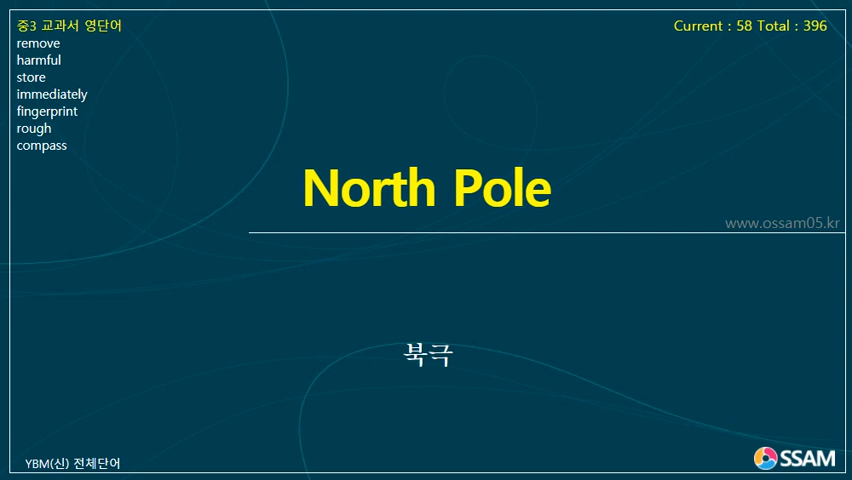 중3 교과서 영단어
Current : 58 Total : 396
remove
harmful
store
immediately
fingerprint
rough
compass
North Pole
www.ossam05.kr
북극
YBM(신) 전체단어
OSSAM